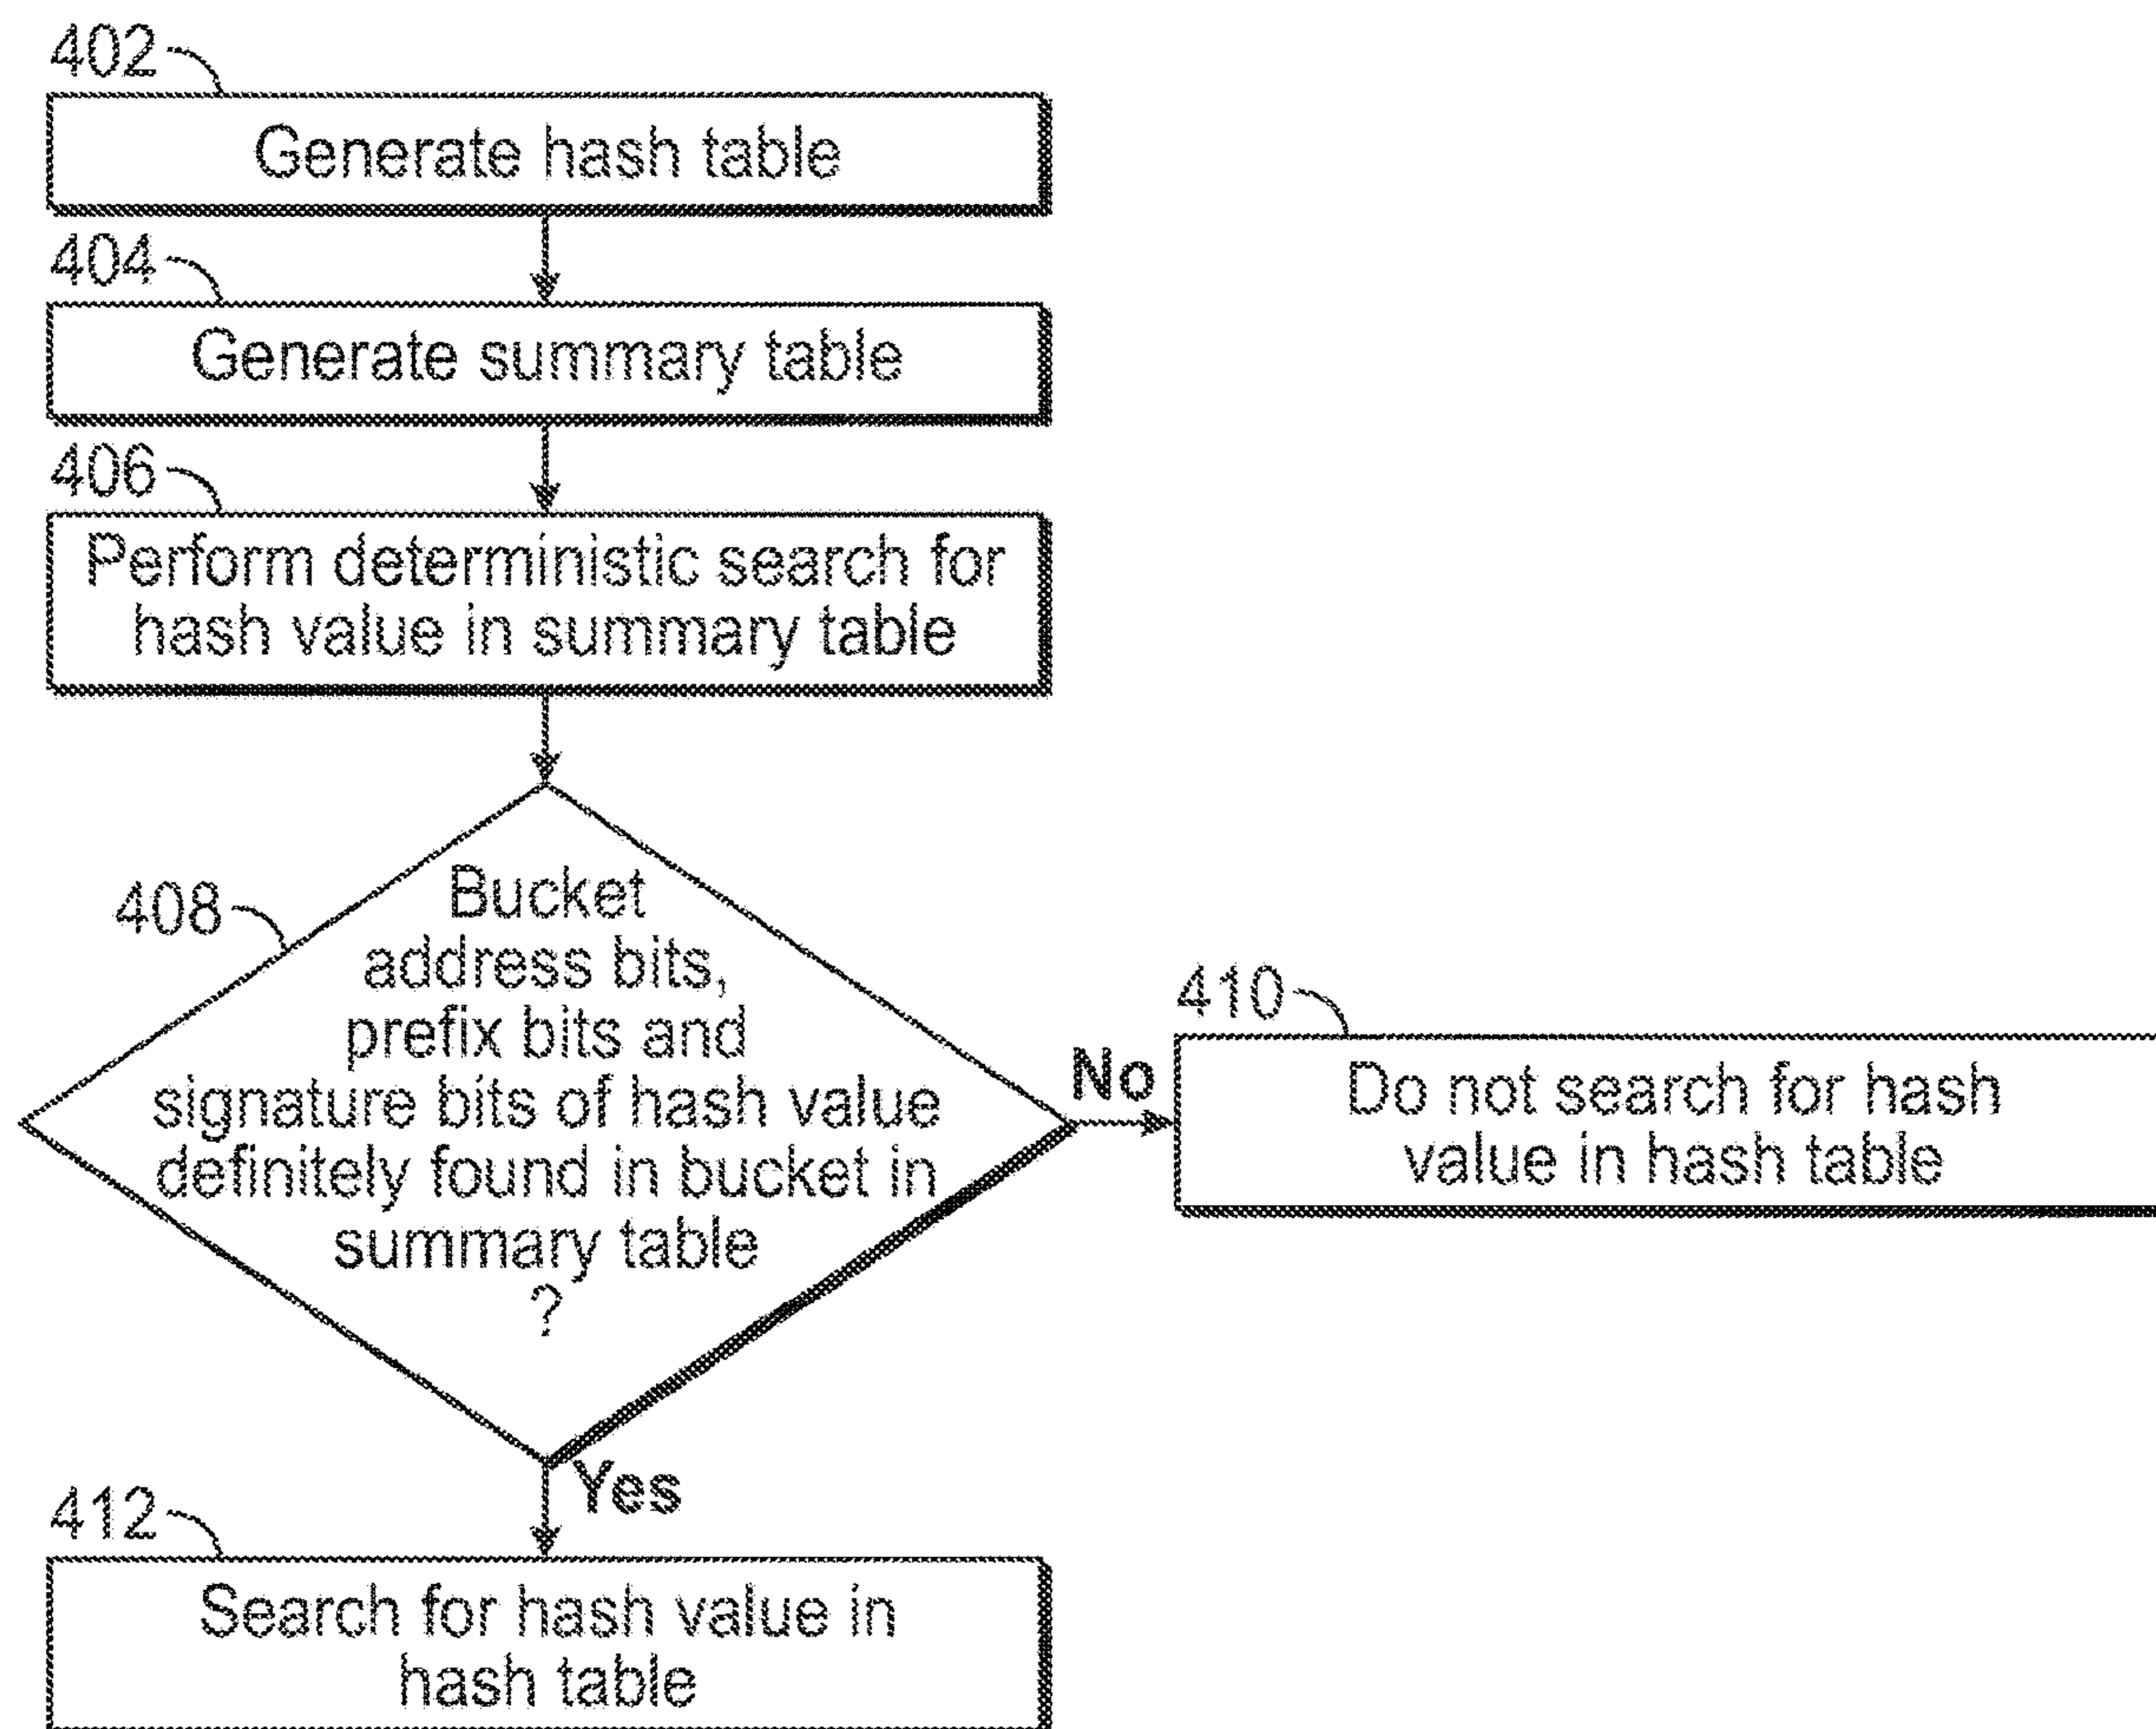 402
Generate hash table
404
Generate summary table
406
Perform deterministic search for
hash value in summary table
408
Bucket
address bits,
prefix bits and
signature bits of hash value
definitely found in bucket in
summary table
?
No
410
Do not search for hash
value in hash table
Yes
412
Search for hash value in
hash table